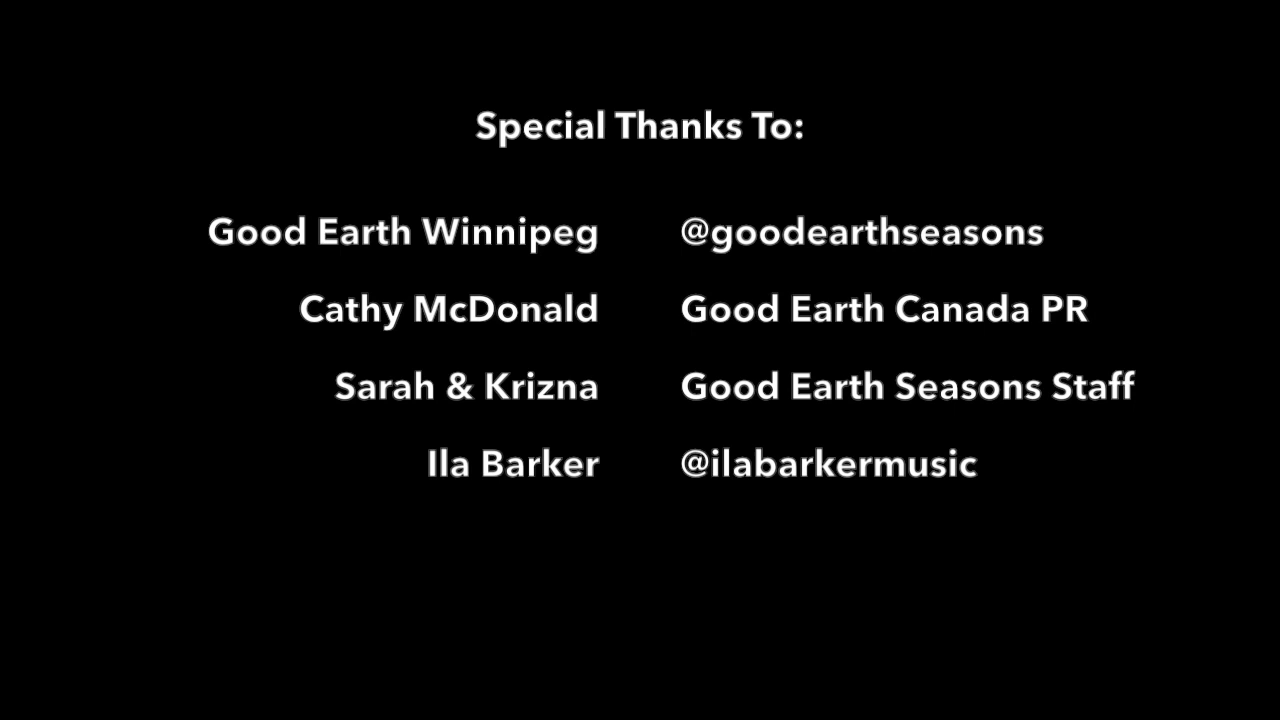 Special Thanks To:
Good Earth Winnipeg @goodearthseasons
Cathy McDonald Good Earth Canada PR
Sarah & Krizna Good Earth Seasons Staff
Ila Barker @ilabarkermusic